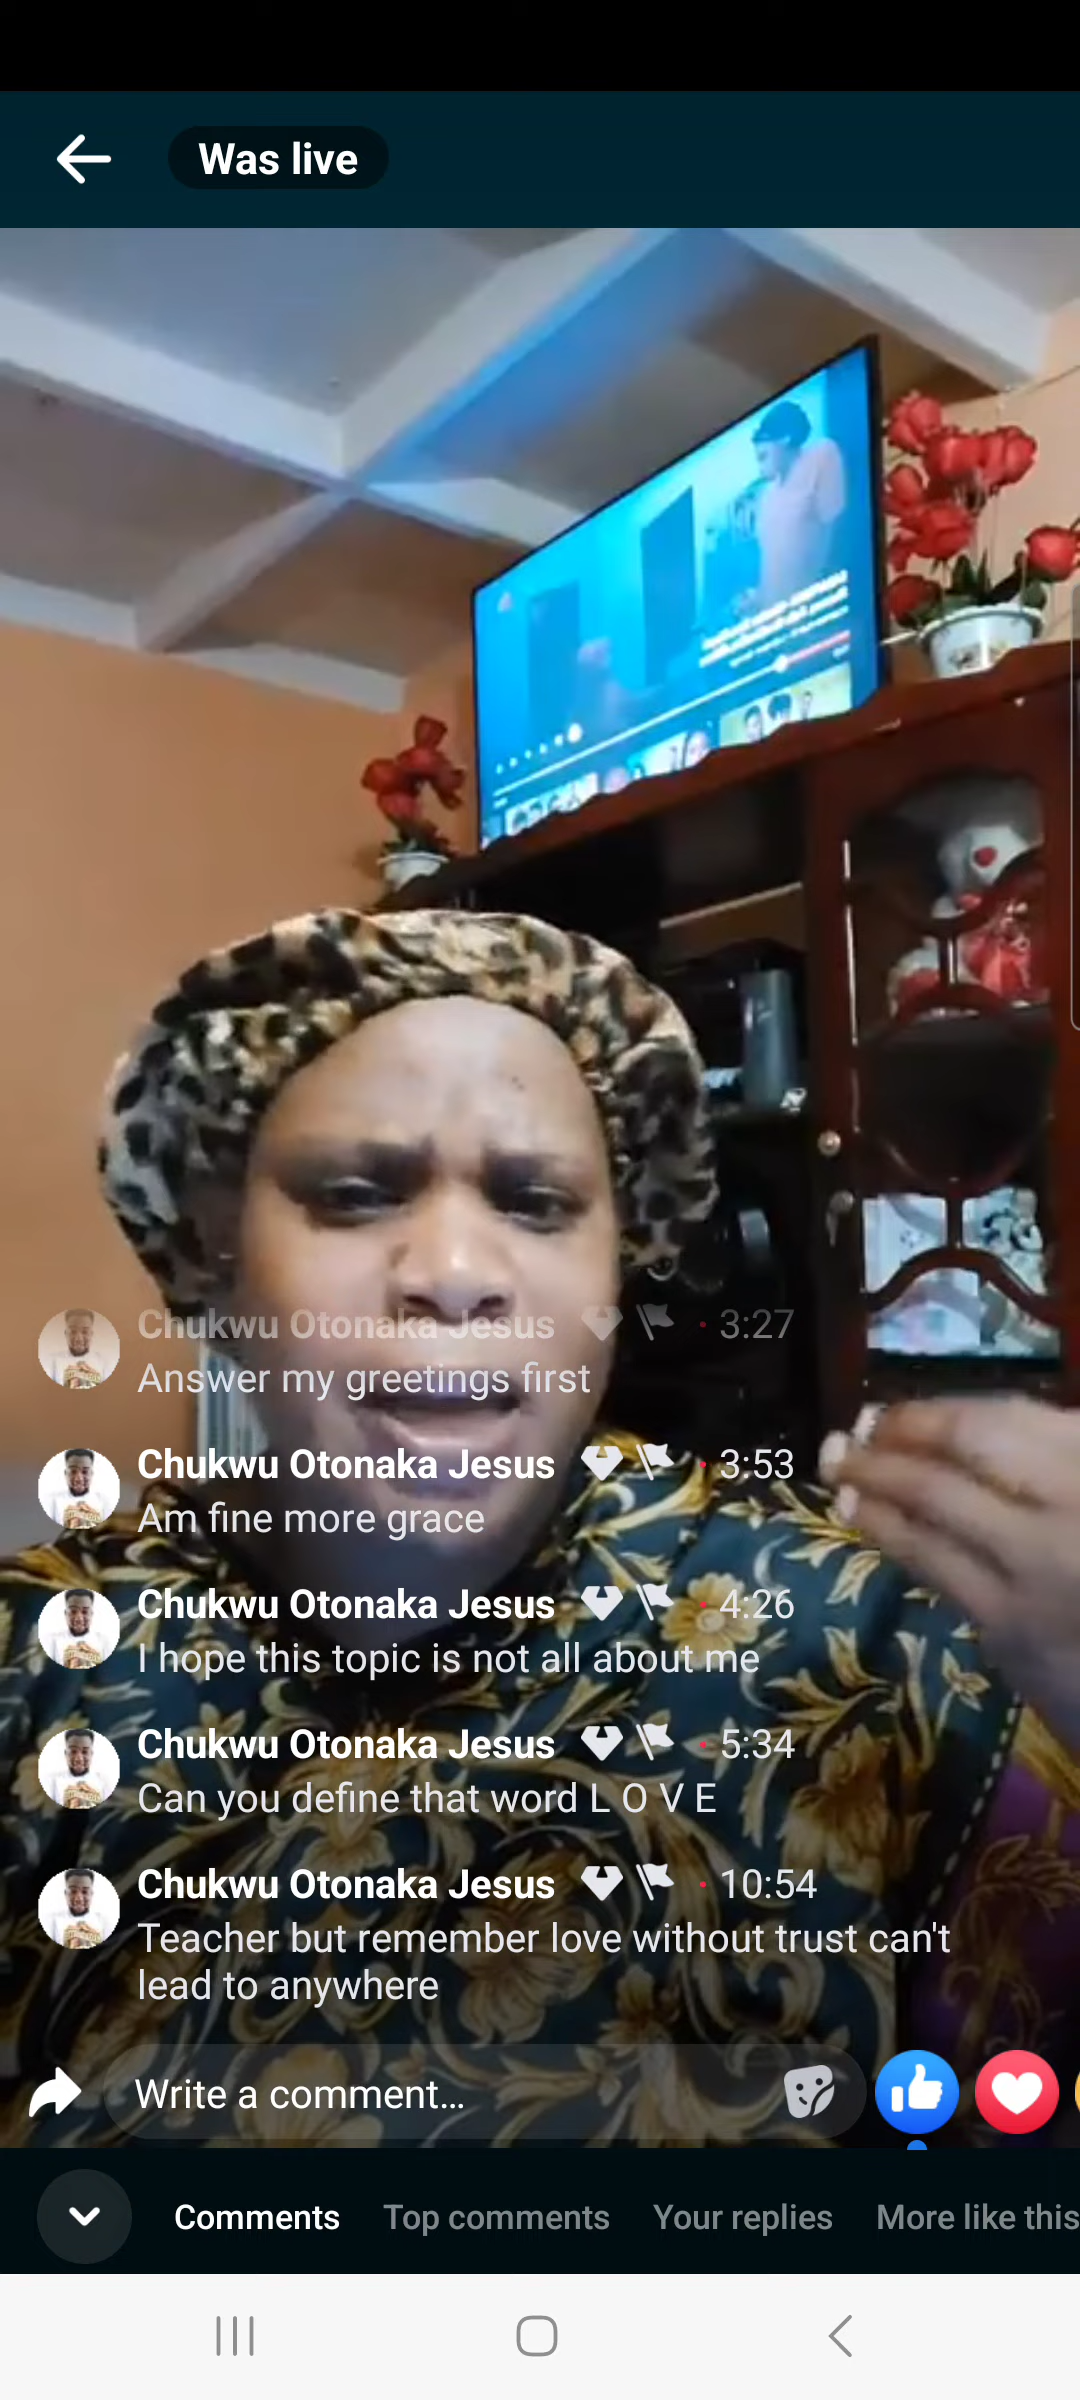 Was live
Chukwu Otonaka Jesus · 3:27
Answer my greetings first
Chukwu Otonaka Jesus · 3:53
Am fine more grace
Chukwu Otonaka Jesus · 4:26
I hope this topic is not all about me
Chukwu Otonaka Jesus · 5:34
Can you define that word L O V E
Chukwu Otonaka Jesus · 10:54
Teacher but remember love without trust can't
lead to anywhere
Write a comment...
Comments Top comments Your replies More like this